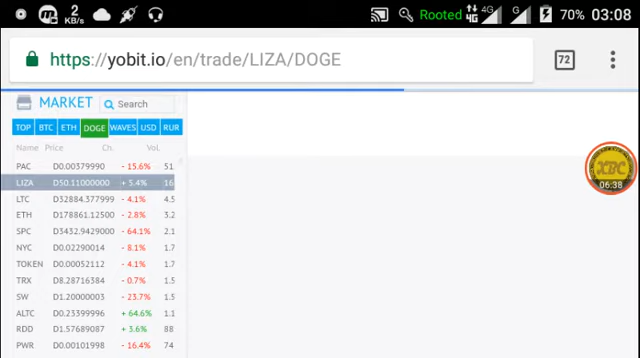 2
KB/s
Rooted
4G
4G
G
70%
03:08
https://yobit.io/en/trade/LIZA/DOGE
72
MARKET
Search
TOP BTC ETH DOGE WAVES USD RUR
Name Price Ch. Vol.
PAC D0.00379990 - 15.6% 51
LIZA D50.11000000 + 5.4% 16
LTC D32884.377999 - 4.1% 4.5
ETH D178861.12500 - 2.8% 3.2
SPC D3432.9429000 - 64.1% 2.1
NYC D0.02290014 - 8.1% 1.7
TOKEN D0.00052112 - 4.1% 1.7
TRX D8.28716384 - 0.7% 1.5
SW D1.20000003 - 23.7% 1.5
ALTC D0.23399996 + 64.6% 1.1
RDD D1.57689087 + 3.6% 88
PWR D0.00101998 - 16.4% 74
XBC
06:38